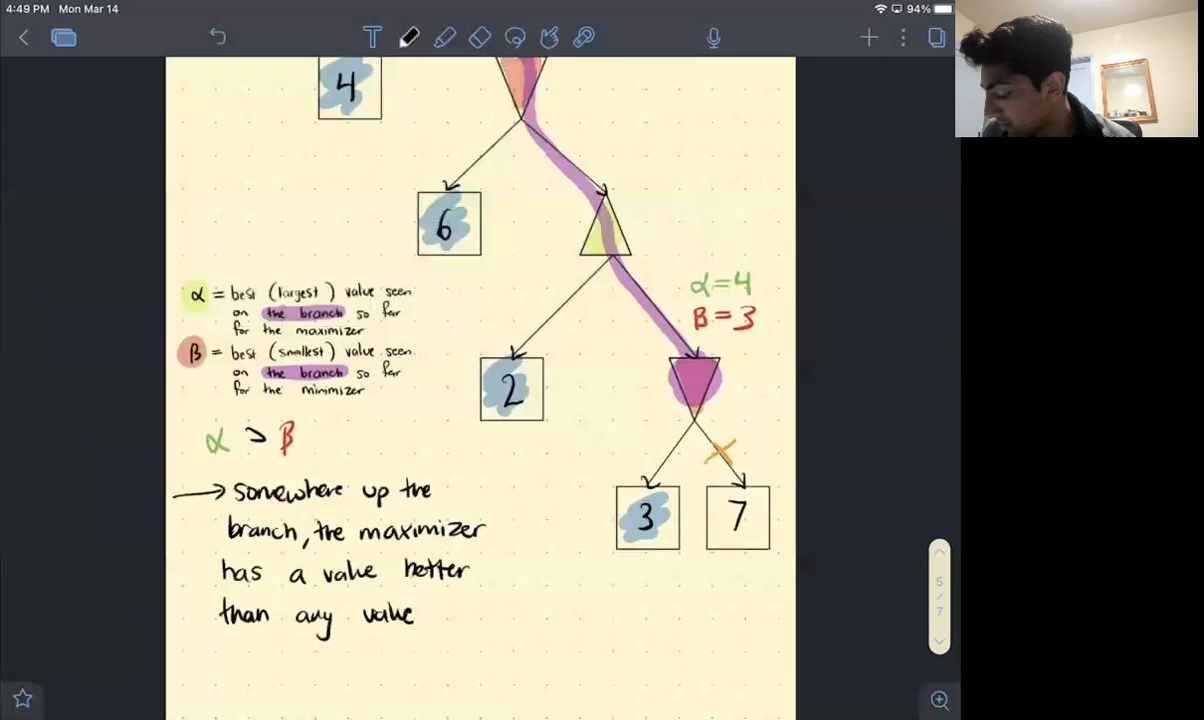 4:49 PM Mon Mar 14
94%
T
4
6
α = best (largest) value seen
on the branch so far
for the maximizer
β = best (smallest) value seen
on the branch so far
for the minimizer
α > β
→ Somewhere up the
branch, the maximizer
has a value better
than any value
α=4
β=3
2
3
7
5
/
7